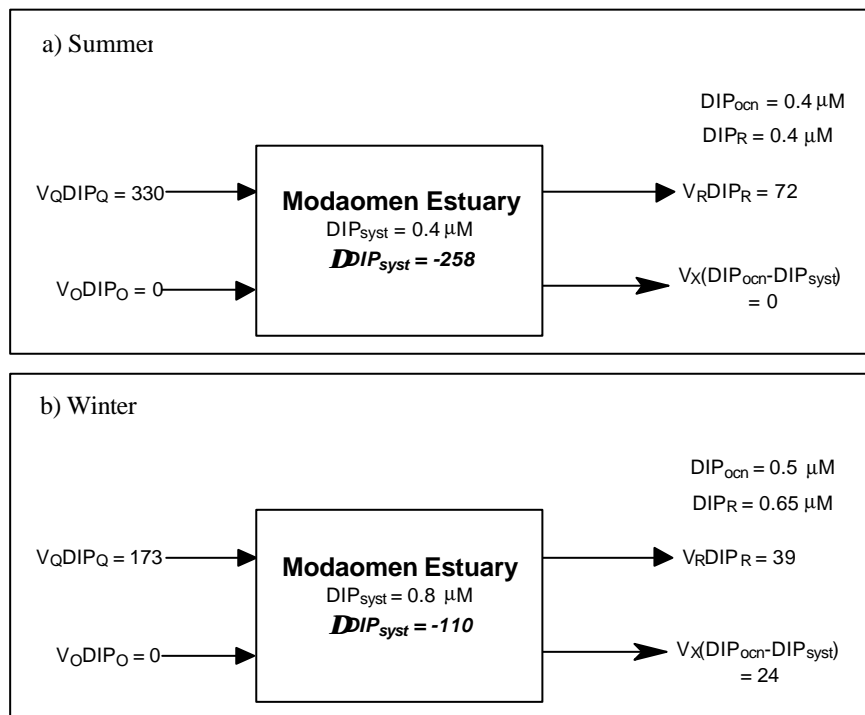 a) Summer
DIPocn = 0.4 μM
DIPR = 0.4 μM
VQDIPQ = 330
Modaomen Estuary
VRDIPR = 72
DIPsyst = 0.4 μM
DDIPsyst = -258
VODIPO = 0
VX(DIPocn-DIPsyst)
= 0
b) Winter
DIPocn = 0.5 μM
DIPR = 0.65 μM
VQDIPQ = 173
Modaomen Estuary
VRDIPR = 39
DIPsyst = 0.8 μM
DDIPsyst = -110
VODIPO = 0
VX(DIPocn-DIPsyst)
= 24